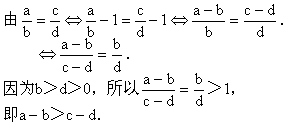 由 a/b = c/d ⇔ a/b − 1 = c/d − 1 ⇔ (a−b)/b = (c−d)/d.
⇔ (a−b)/(c−d) = b/d.
因为b＞d＞0，所以 (a−b)/(c−d) = b/d ＞1，
即a−b＞c−d.